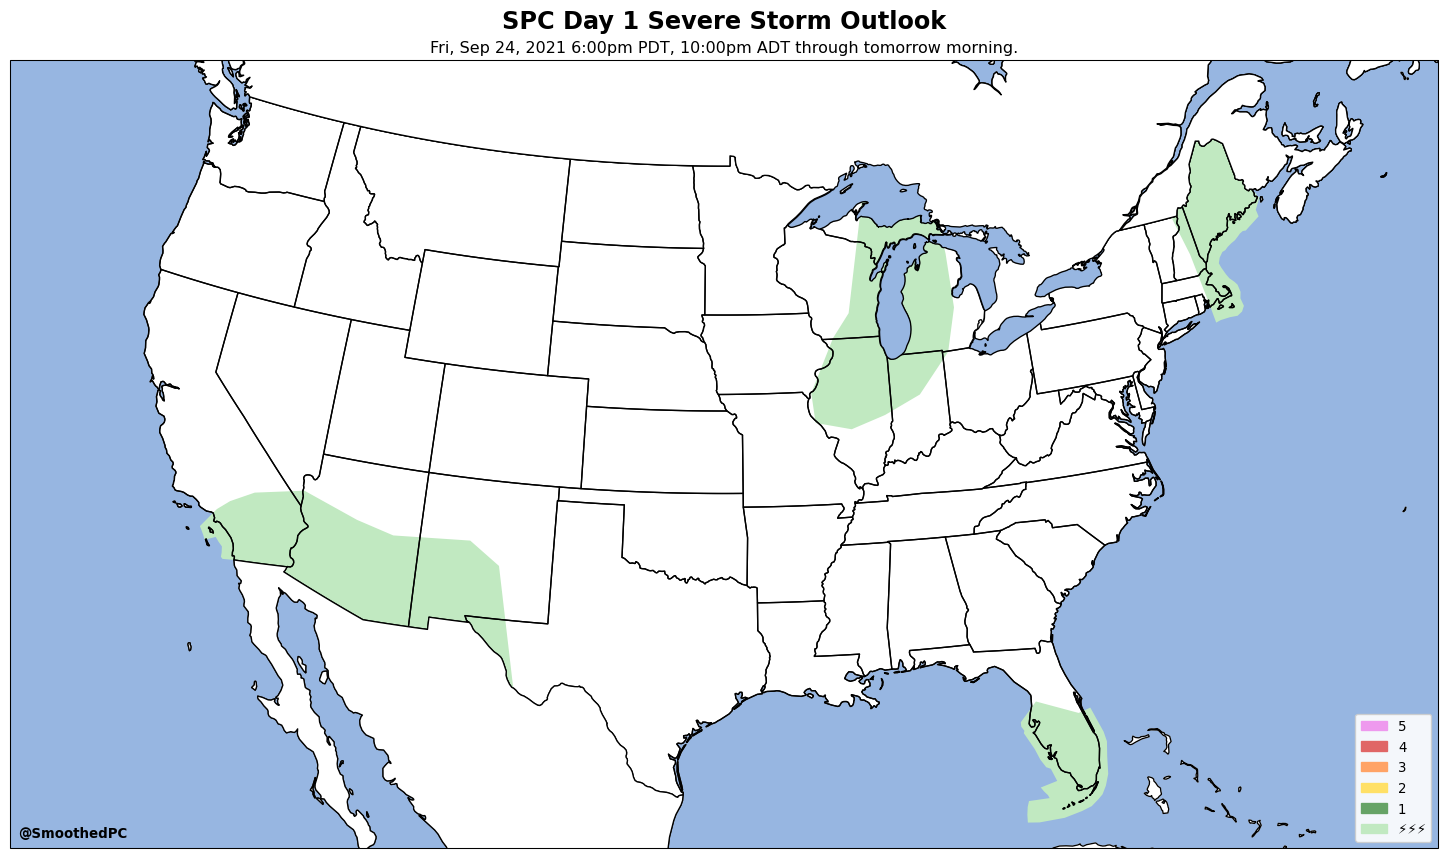 SPC Day 1 Severe Storm Outlook
Fri, Sep 24, 2021 6:00pm PDT, 10:00pm ADT through tomorrow morning.
5
4
3
2
1
⚡⚡⚡
@SmoothedPC